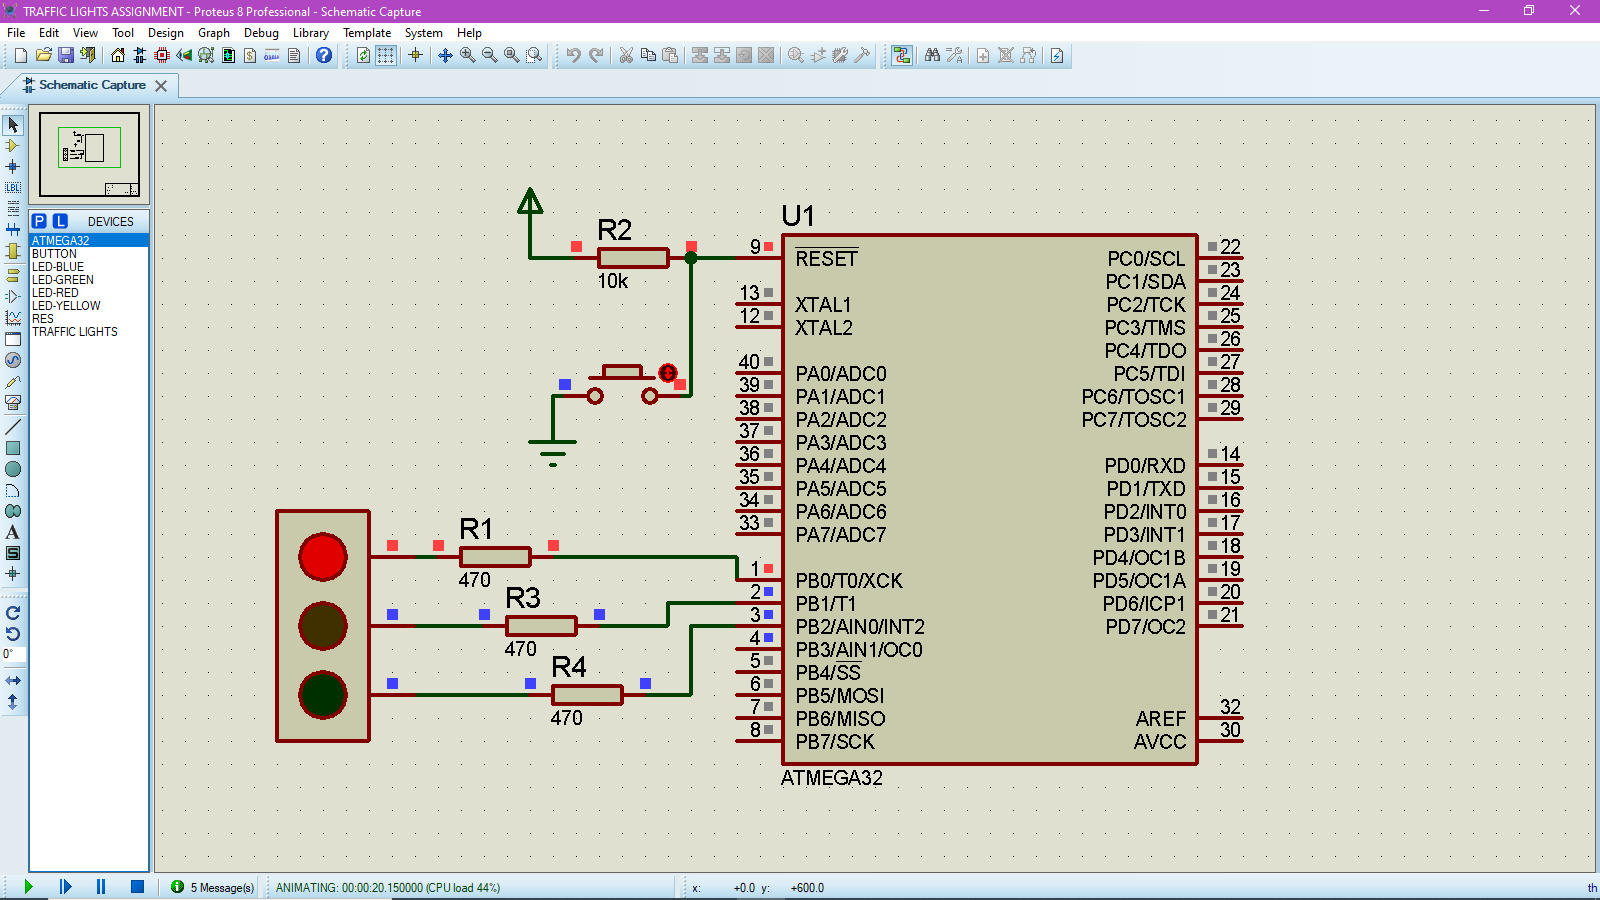 TRAFFIC LIGHTS ASSIGNMENT - Proteus 8 Professional - Schematic Capture
File Edit View Tool Design Graph Debug Library Template System Help
Schematic Capture
LBL
A
S
0°
P L DEVICES
ATMEGA32
BUTTON
LED-BLUE
LED-GREEN
LED-RED
LED-YELLOW
RES
TRAFFIC LIGHTS
R2
10k
R1
470
R3
470
R4
470
U1
9 RESET
13 XTAL1
12 XTAL2
40 PA0/ADC0
39 PA1/ADC1
38 PA2/ADC2
37 PA3/ADC3
36 PA4/ADC4
35 PA5/ADC5
34 PA6/ADC6
33 PA7/ADC7
1 PB0/T0/XCK
2 PB1/T1
3 PB2/AIN0/INT2
4 PB3/AIN1/OC0
5 PB4/SS
6 PB5/MOSI
7 PB6/MISO
8 PB7/SCK
PC0/SCL 22
PC1/SDA 23
PC2/TCK 24
PC3/TMS 25
PC4/TDO 26
PC5/TDI 27
PC6/TOSC1 28
PC7/TOSC2 29
PD0/RXD 14
PD1/TXD 15
PD2/INT0 16
PD3/INT1 17
PD4/OC1B 18
PD5/OC1A 19
PD6/ICP1 20
PD7/OC2 21
AREF 32
AVCC 30
ATMEGA32
5 Message(s) ANIMATING: 00:00:20.150000 (CPU load 44%) x: +0.0 y: +600.0 th